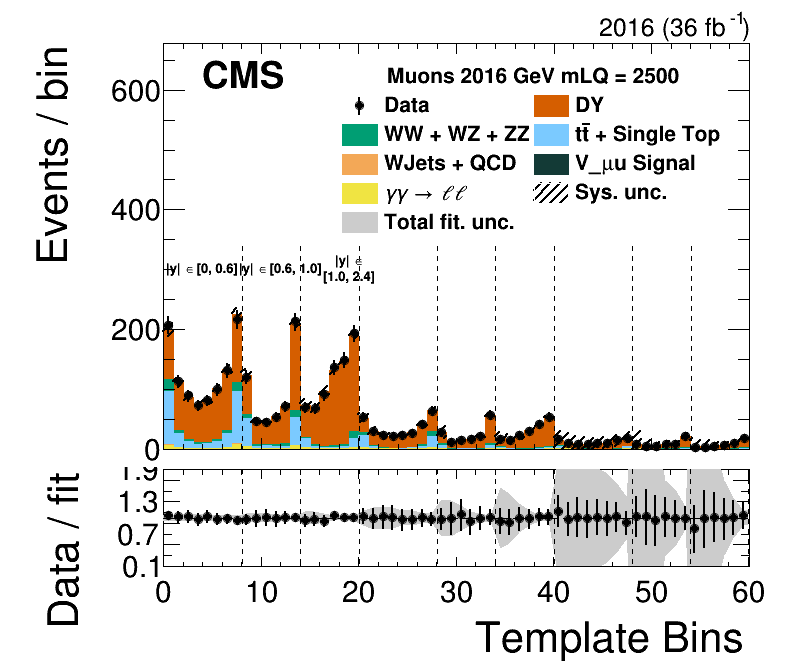 2016 (36 fb⁻¹)
CMS
Muons 2016 GeV mLQ = 2500
Data
DY
WW + WZ + ZZ
tt̄ + Single Top
WJets + QCD
V_μu Signal
γγ → ℓℓ
Sys. unc.
Total fit. unc.
Events / bin
600
400
200
0
|y| ∈ [0, 0.6]
|y| ∈ [0.6, 1.0]
|y| ∈
[1.0, 2.4]
Data / fit
1.9
1.3
0.7
0.1
0 10 20 30 40 50 60
Template Bins